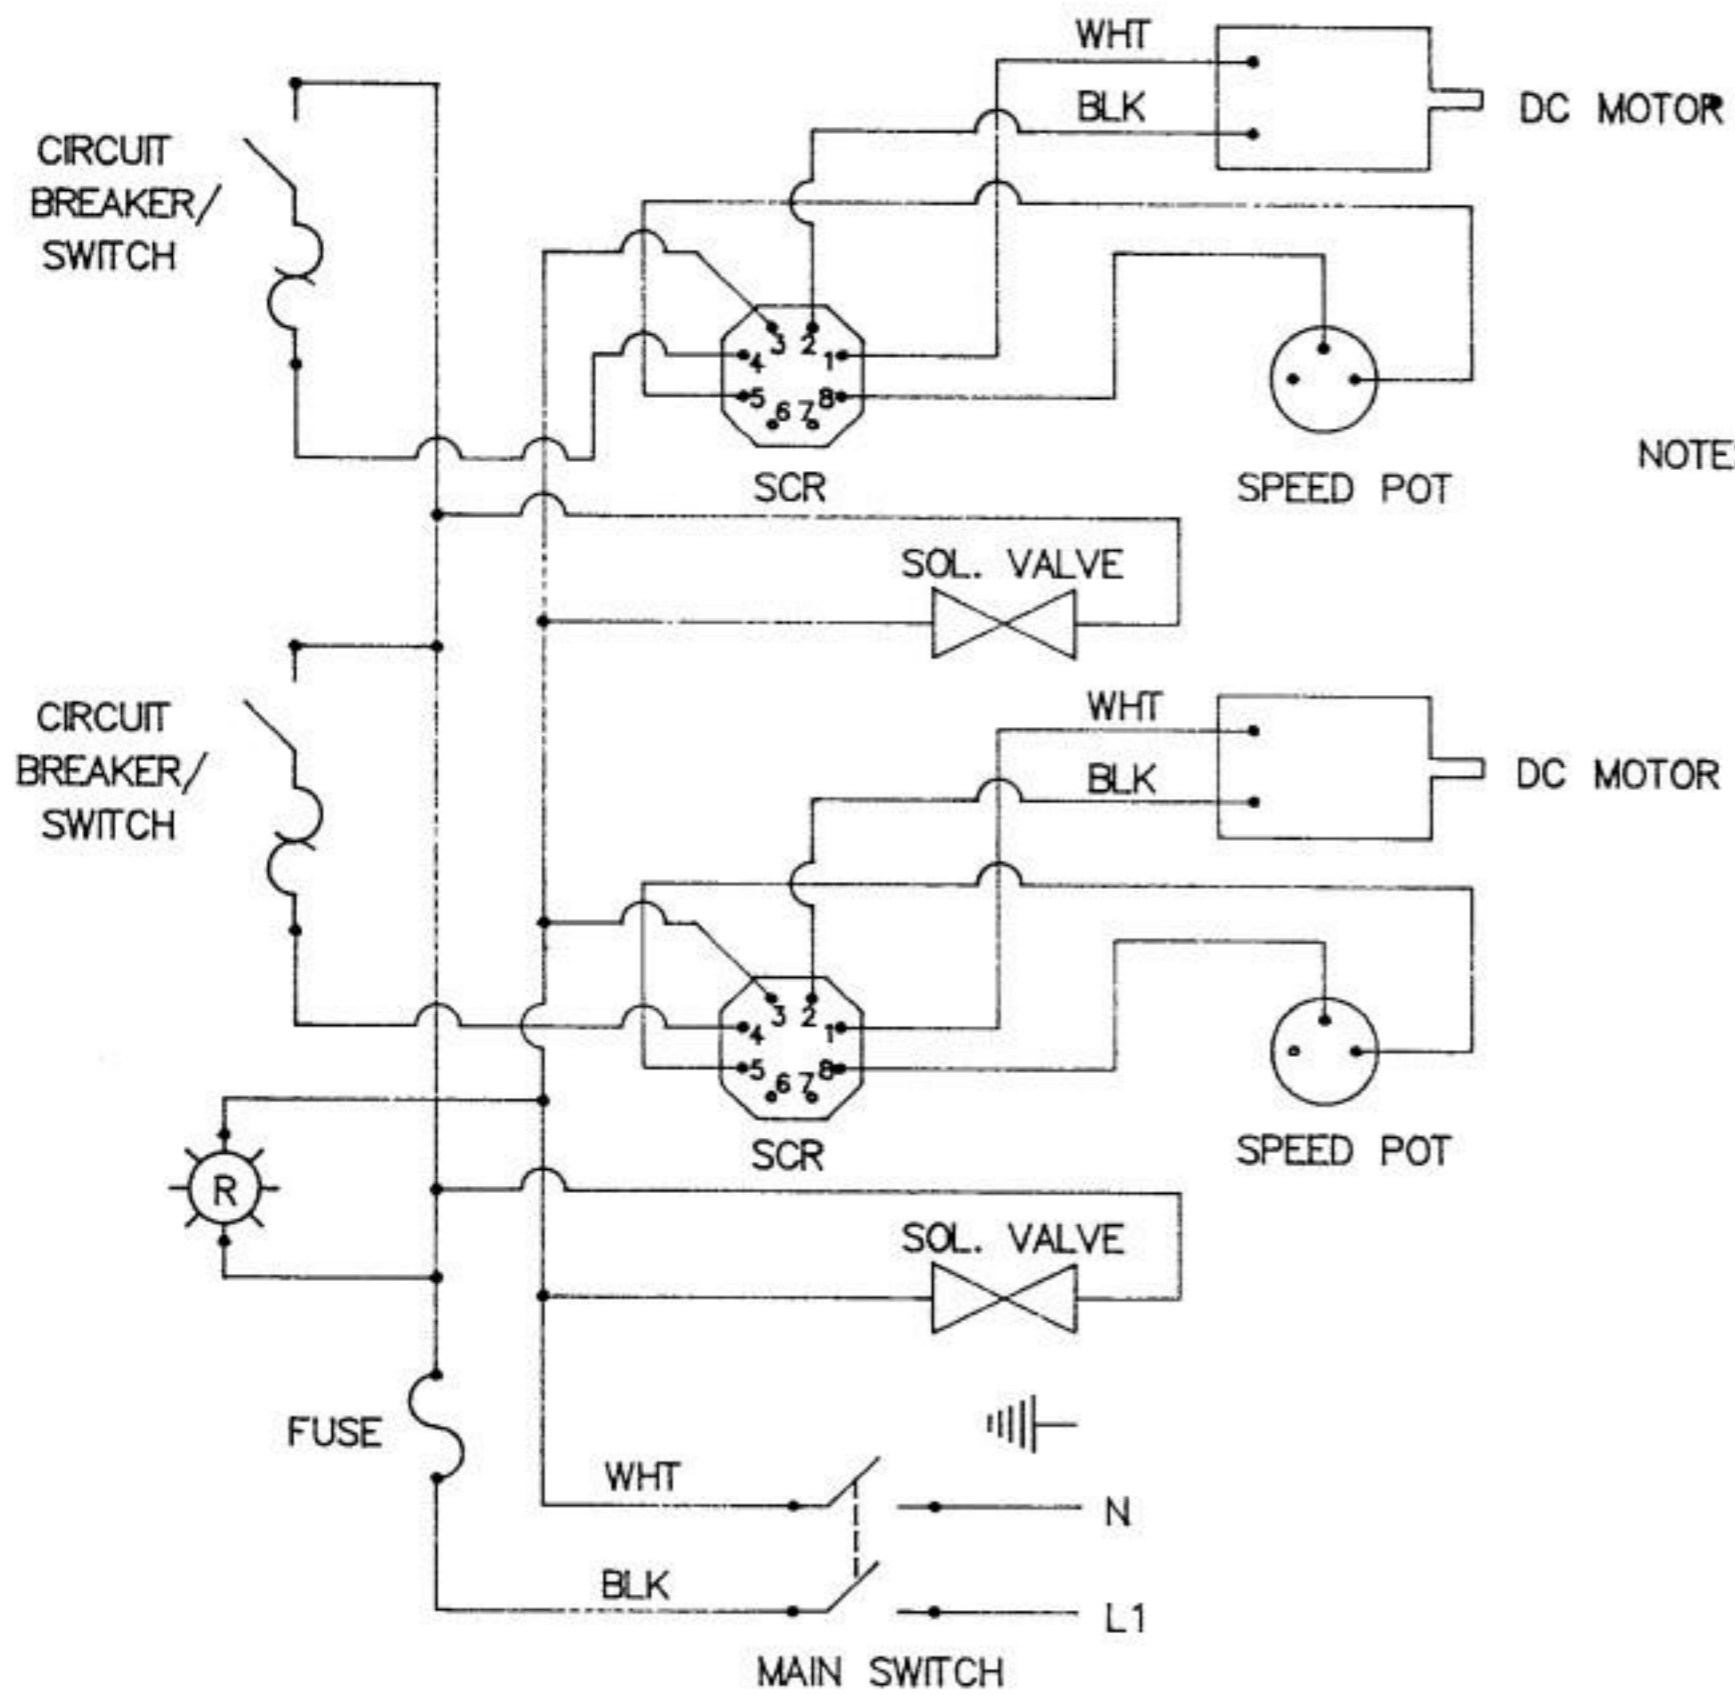 WHT
BLK
DC MOTOR
CIRCUIT
BREAKER/
SWITCH
3 2
4 1
5 8
6 7
SCR
SPEED POT
NOTE
SOL. VALVE
CIRCUIT
BREAKER/
SWITCH
WHT
BLK
DC MOTOR
3 2
4 1
5 8
6 7
SCR
SPEED POT
R
SOL. VALVE
FUSE
WHT
N
BLK
L1
MAIN SWITCH